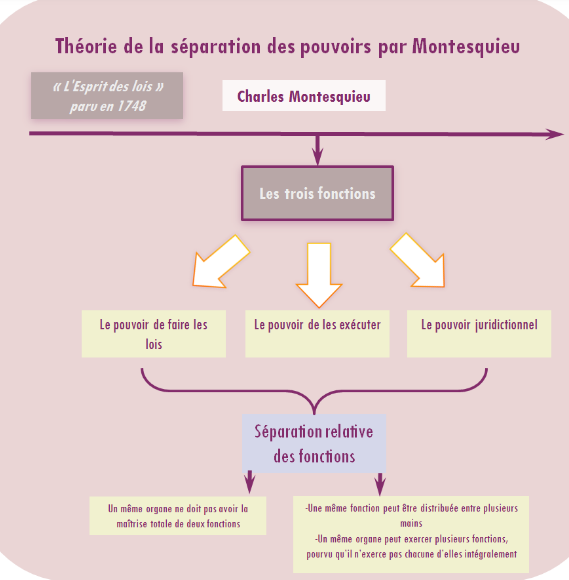 Théorie de la séparation des pouvoirs par Montesquieu
« L'Esprit des lois »
paru en 1748
Charles Montesquieu
Les trois fonctions
Le pouvoir de faire les
lois
Le pouvoir de les exécuter
Le pouvoir juridictionnel
Séparation relative
des fonctions
Un même organe ne doit pas avoir la
maîtrise totale de deux fonctions
-Une même fonction peut être distribuée entre plusieurs
mains
-Un même organe peut exercer plusieurs fonctions,
pourvu qu'il n'exerce pas chacune d'elles intégralement